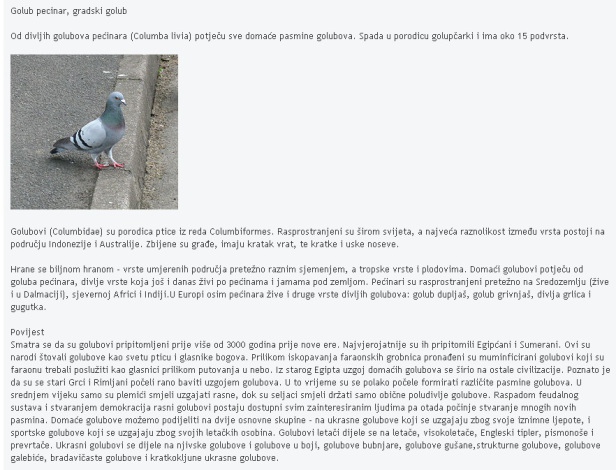 Golub pecinar, gradski golub
Od divljih golubova pećinara (Columba livia) potječu sve domaće pasmine golubova. Spada u porodicu golupčarki i ima oko 15 podvrsta.
Golubovi (Columbidae) su porodica ptice iz reda Columbiformes. Rasprostranjeni su širom svijeta, a najveća raznolikost između vrsta postoji na
području Indonezije i Australije. Zbijene su građe, imaju kratak vrat, te kratke i uske noseve.
Hrane se biljnom hranom - vrste umjerenih područja pretežno raznim sjemenjem, a tropske vrste i plodovima. Domaći golubovi potječu od
goluba pećinara, divlje vrste koja još i danas živi po pećinama i jamama pod zemljom. Pećinari su rasprostranjeni pretežno na Sredozemlju (žive
i u Dalmaciji), sjevernoj Africi i Indiji.U Europi osim pećinara žive i druge vrste divljih golubova: golub dupljaš, golub grivnjaš, divlja grlica i
gugutka.
Povijest
Smatra se da su golubovi pripitomljeni prije više od 3000 godina prije nove ere. Najvjerojatnije su ih pripitomili Egipćani i Sumerani. Ovi su
narodi štovali golubove kao svetu pticu i glasnike bogova. Prilikom iskopavanja faraonskih grobnica pronađeni su muminficirani golubovi koji su
faraonu trebali poslužiti kao glasnici prilikom putovanja u nebo. Iz starog Egipta uzgoj domaćih golubova se širio na ostale civilizacije. Poznato je
da su se stari Grci i Rimljani počeli rano baviti uzgojem golubova. U to vrijeme su se polako počele formirati različite pasmine golubova. U
srednjem vijeku samo su plemići smjeli uzgajati rasne, dok su seljaci smjeli držati samo obične poludivlje golubove. Raspadom feudalnog
sustava i stvaranjem demokracija rasni golubovi postaju dostupni svim zainteresiranim ljudima pa otada počinje stvaranje mnogih novih
pasmina. Domaće golubove možemo podijeliti na dvije osnovne skupine - na ukrasne golubove koji se uzgajaju zbog svoje iznimne ljepote, i
sportske golubove koji se uzgajaju zbog svojih letačkih osobina. Golubovi letači dijele se na letače, visokoletače, Engleski tipler, pismonoše i
prevrtače. Ukrasni golubovi se dijele na njivske golubove i golubove u boji, golubove bubnjare, golubove gušane,strukturne golubove, golubove
galebiće, bradavičaste golubove i kratkokljune ukrasne golubove.